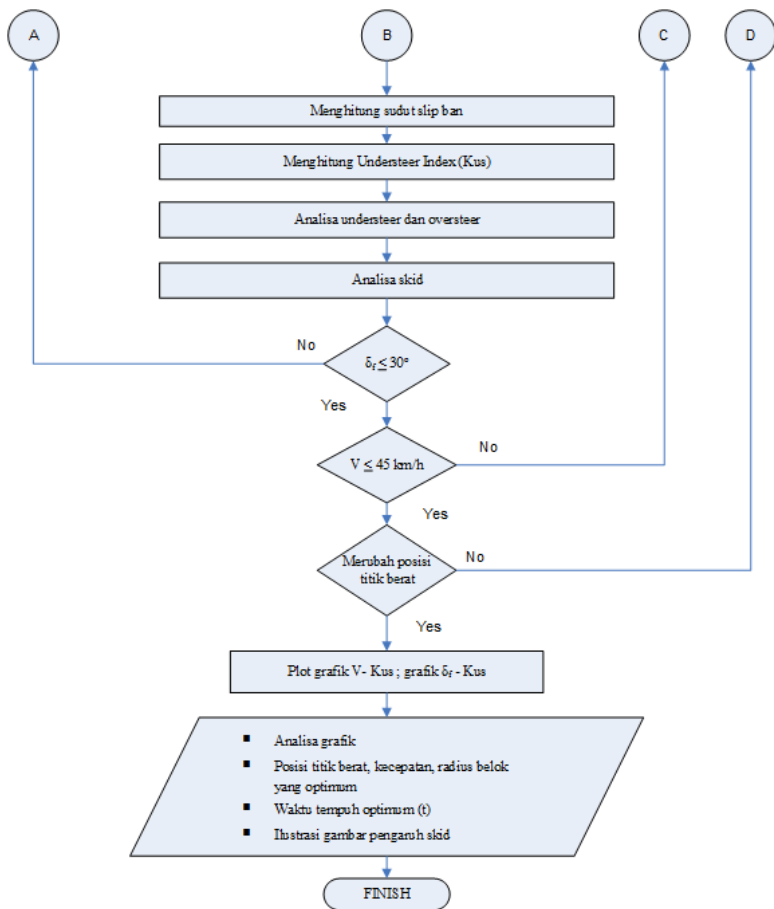 A
B
C
D
Menghitung sudut slip ban
Menghitung Understeer Index (Kus)
Analisa understeer dan oversteer
Analisa skid
No
δf ≤ 30°
Yes
No
V ≤ 45 km/h
Yes
No
Merubah posisi
titik berat
Yes
Plot grafik V- Kus ; grafik δf - Kus
▪ Analisa grafik
▪ Posisi titik berat, kecepatan, radius belok
yang optimum
▪ Waktu tempuh optimum (t)
▪ Ilustrasi gambar pengaruh skid
FINISH